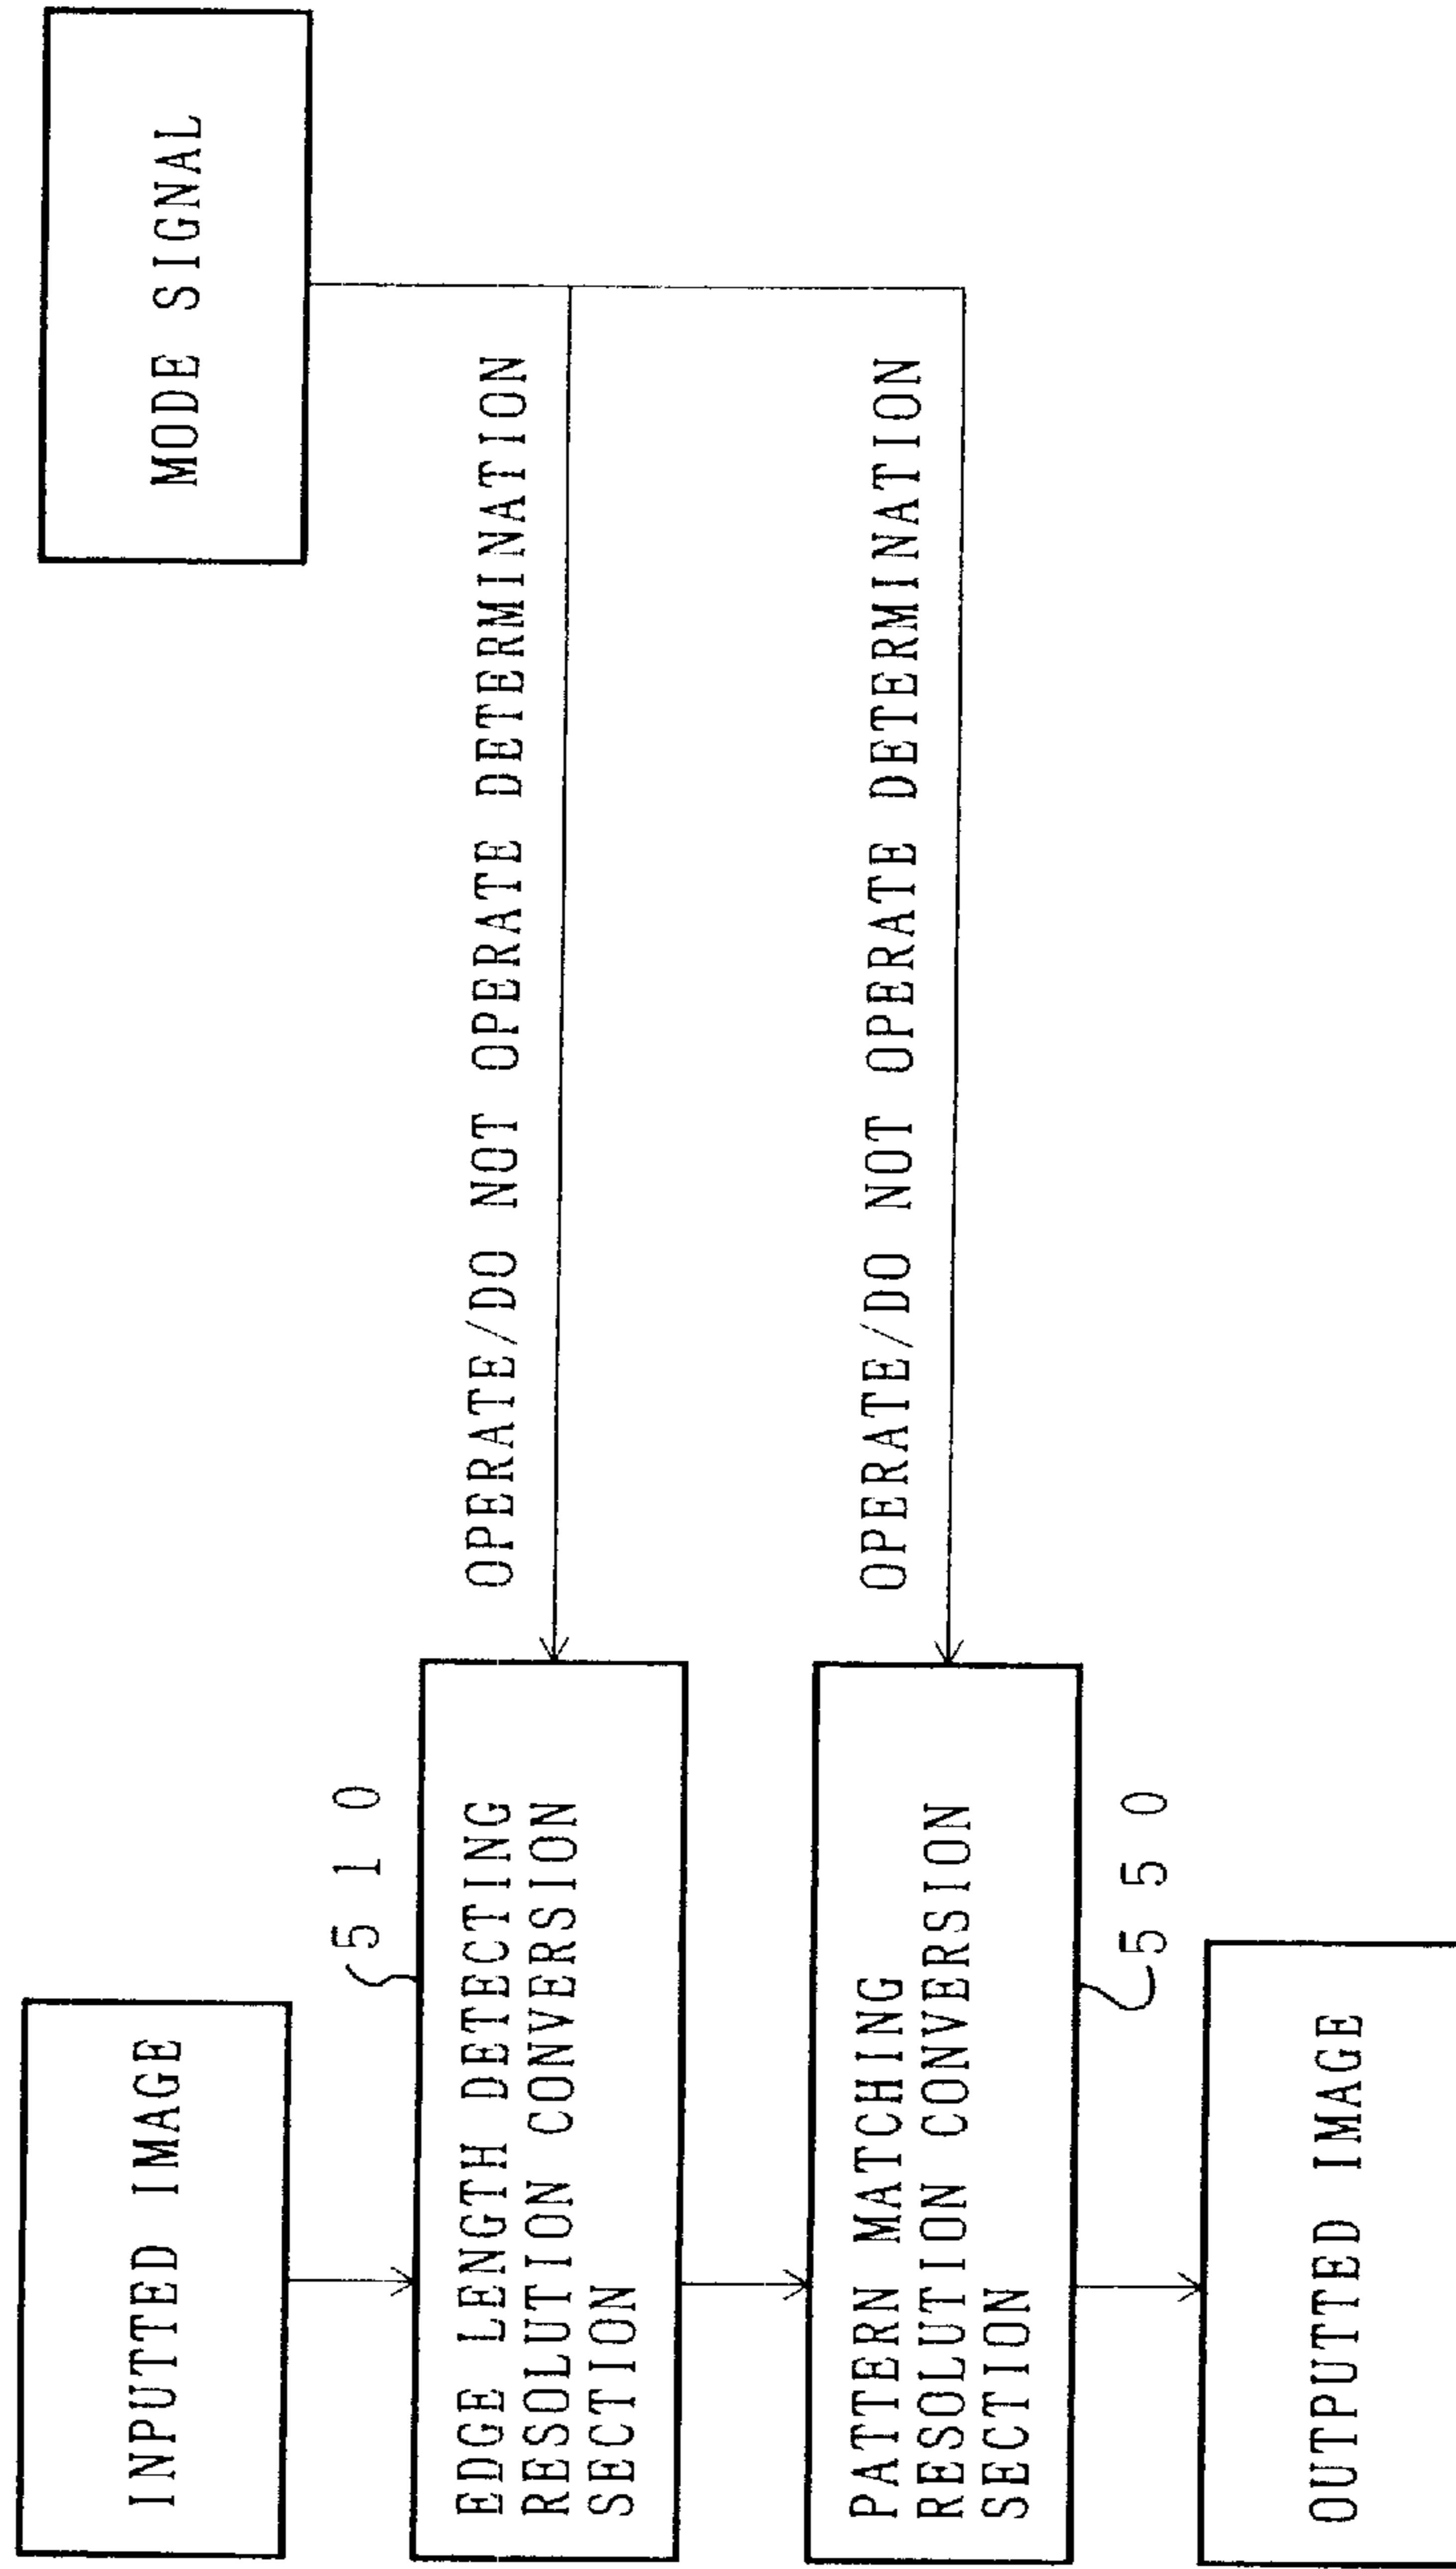 INPUTTED IMAGE
MODE SIGNAL
510
EDGE LENGTH DETECTING
RESOLUTION CONVERSION
SECTION
OPERATE/DO NOT OPERATE DETERMINATION
PATTERN MATCHING
RESOLUTION CONVERSION
SECTION
OPERATE/DO NOT OPERATE DETERMINATION
550
OUTPUTTED IMAGE